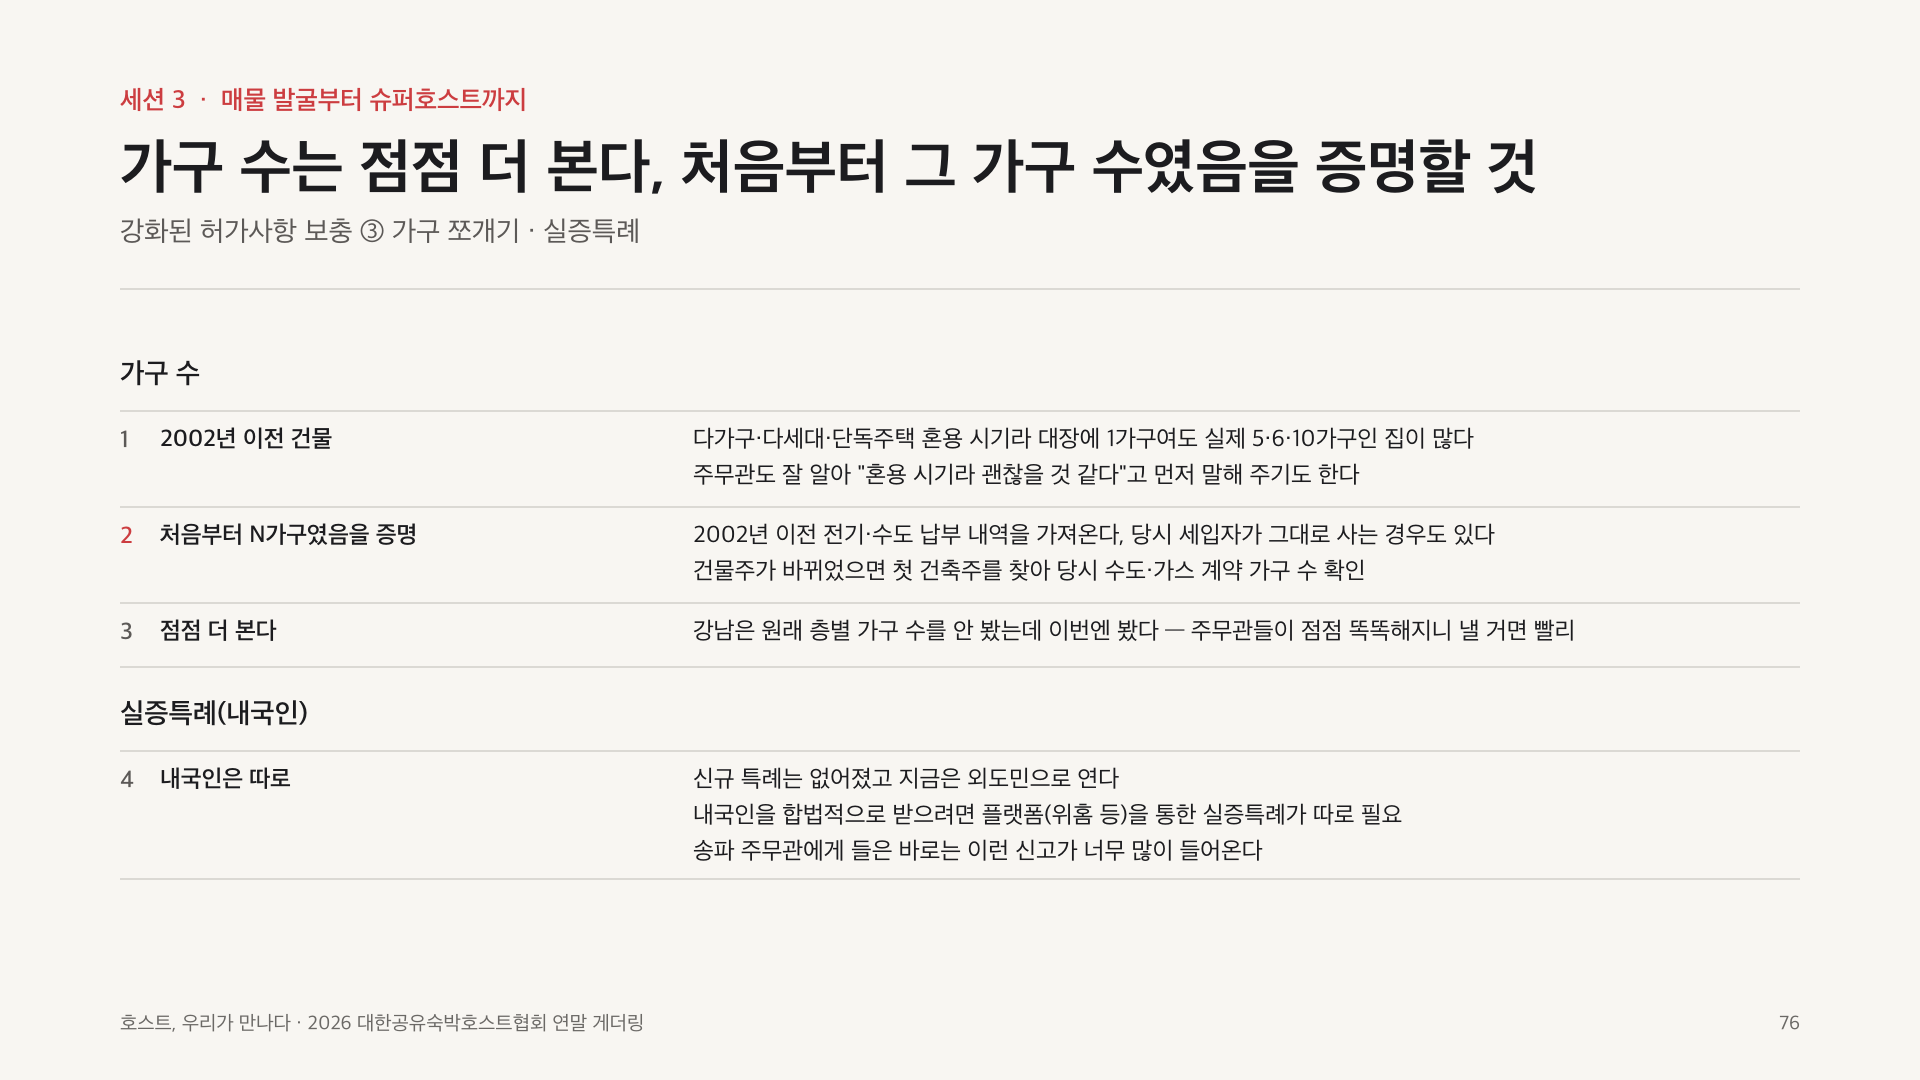 세션 3 · 매물 발굴부터 슈퍼호스트까지
가구 수는 점점 더 본다, 처음부터 그 가구 수였음을 증명할 것
강화된 허가사항 보충 ③ 가구 쪼개기 · 실증특례
가구 수
1 2002년 이전 건물
다가구·다세대·단독주택 혼용 시기라 대장에 1가구여도 실제 5·6·10가구인 집이 많다
주무관도 잘 알아 "혼용 시기라 괜찮을 것 같다"고 먼저 말해 주기도 한다
2 처음부터 N가구였음을 증명
2002년 이전 전기·수도 납부 내역을 가져온다, 당시 세입자가 그대로 사는 경우도 있다
건물주가 바뀌었으면 첫 건축주를 찾아 당시 수도·가스 계약 가구 수 확인
3 점점 더 본다
강남은 원래 층별 가구 수를 안 봤는데 이번엔 봤다 — 주무관들이 점점 똑똑해지니 낼 거면 빨리
실증특례(내국인)
4 내국인은 따로
신규 특례는 없어졌고 지금은 외도민으로 연다
내국인을 합법적으로 받으려면 플랫폼(위홈 등)을 통한 실증특례가 따로 필요
송파 주무관에게 들은 바로는 이런 신고가 너무 많이 들어온다
호스트, 우리가 만나다 · 2026 대한공유숙박호스트협회 연말 게더링
76